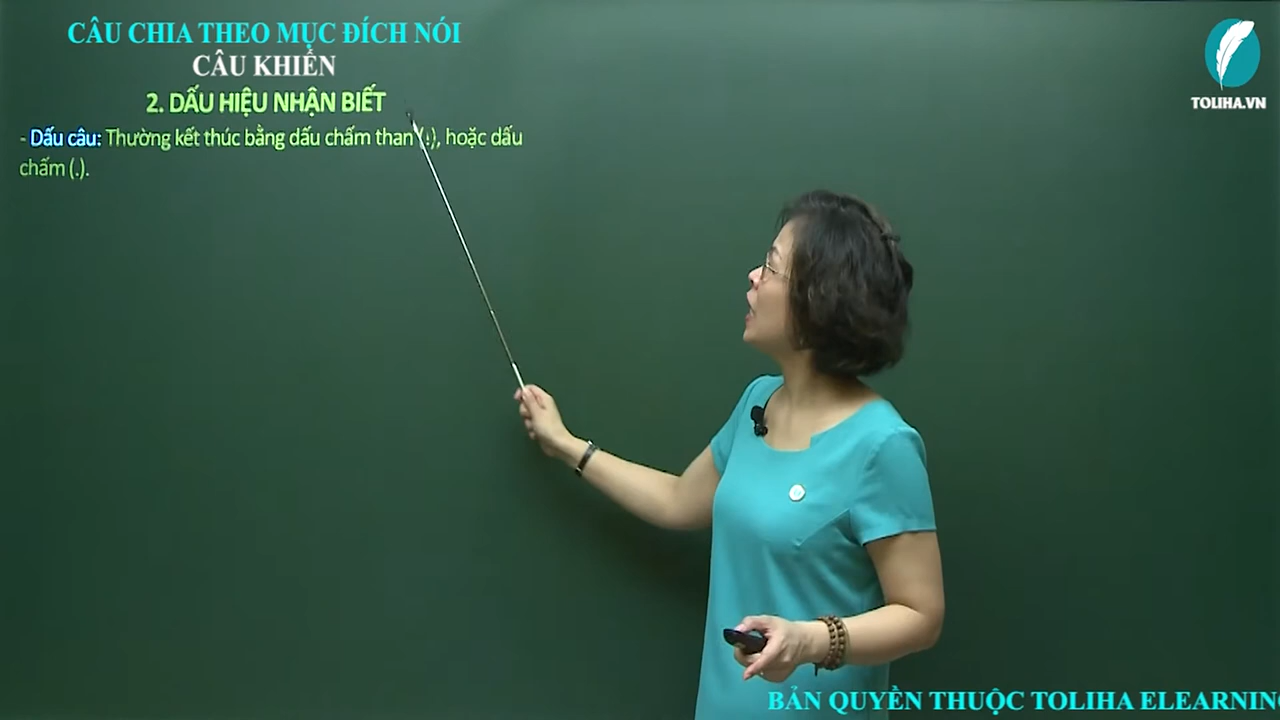 CÂU CHIA THEO MỤC ĐÍCH NÓI
CÂU KHIẾN
2. DẤU HIỆU NHẬN BIẾT
- Dấu câu: Thường kết thúc bằng dấu chấm than (!), hoặc dấu
chấm (.).
TOLIHA.VN
BẢN QUYỀN THUỘC TOLIHA ELEARNING